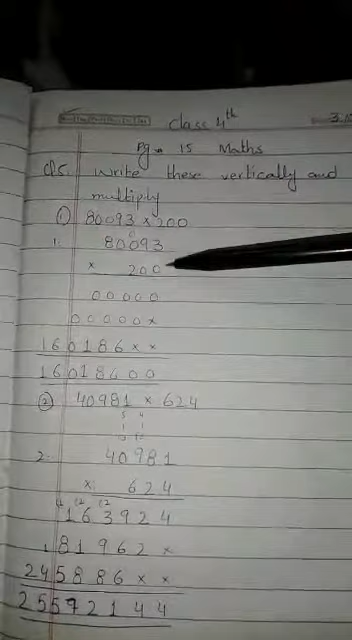 class 4th
Pg - 15 Maths
Q5. Write these vertically and
multiply
① 80093 × 200
1. 80093
× 200
00000
00000×
160186××
16018600
② 40981 × 624
2. 40981
× 624
163924
81962×
245886××
25572144